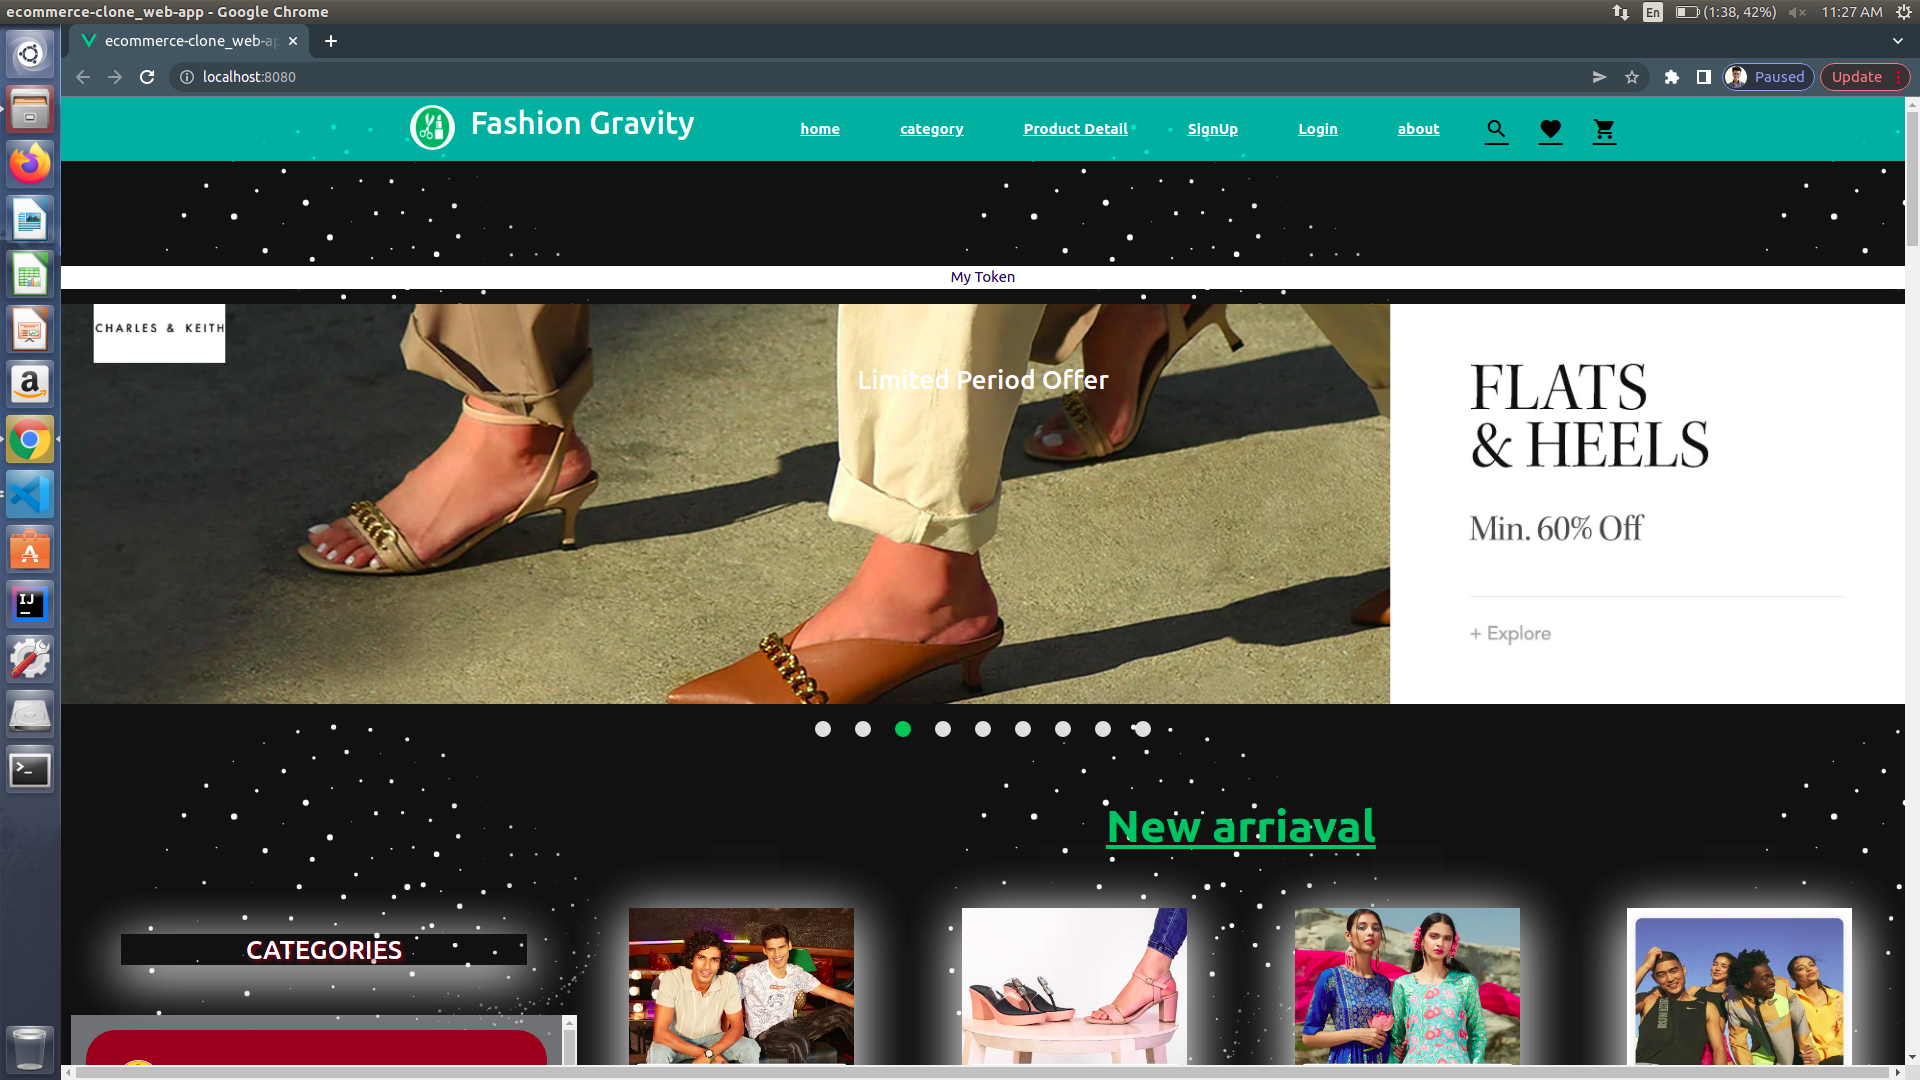 ecommerce-clone_web-app - Google Chrome
En
(1:38, 42%)
11:27 AM
ecommerce-clone_web-ap
localhost:8080
Paused
Update
Fashion Gravity
home
category
Product Detail
SignUp
Login
about
My Token
CHARLES & KEITH
Limited Period Offer
FLATS
& HEELS
Min. 60% Off
+ Explore
New arriaval
CATEGORIES